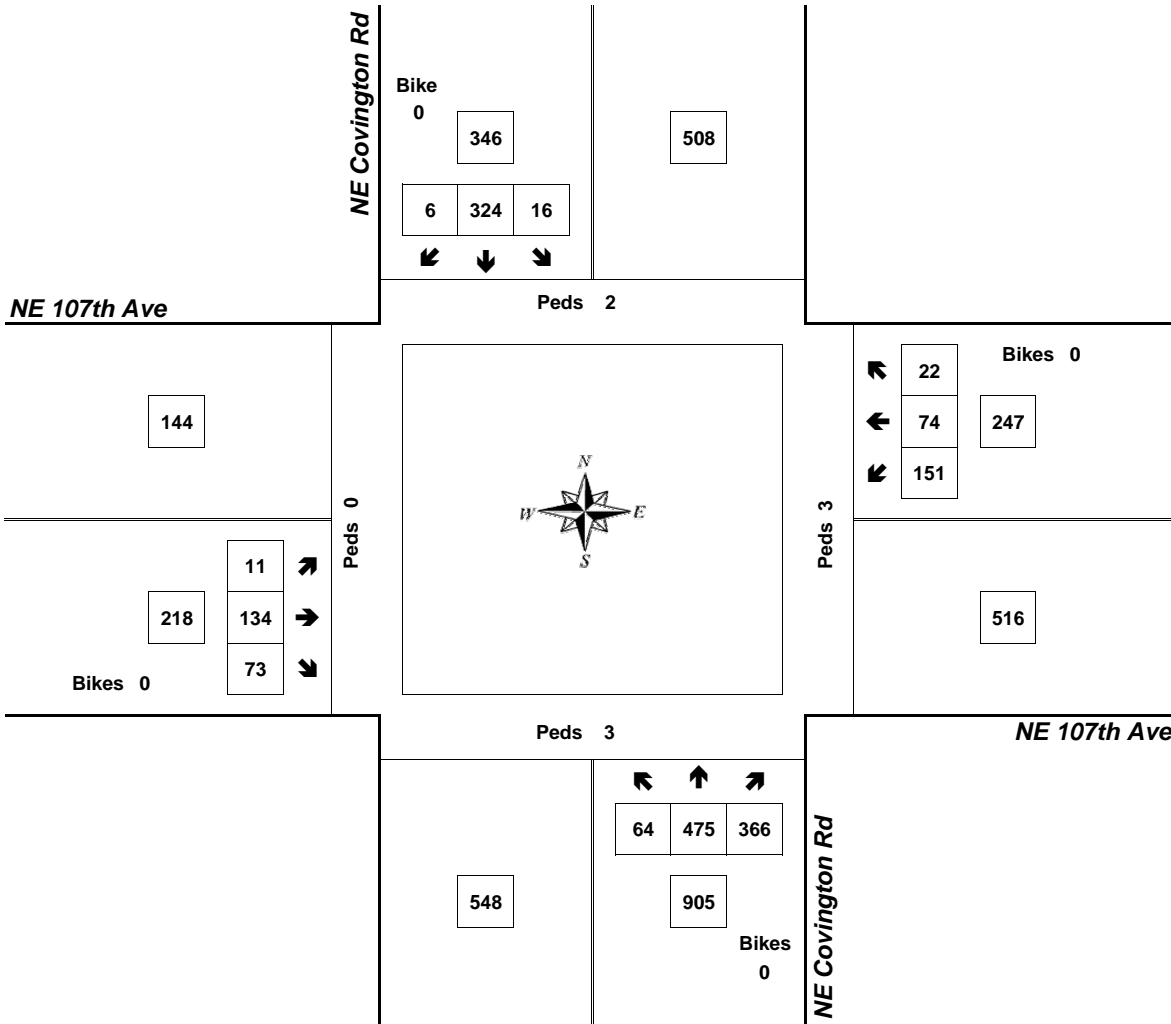 NE Covington Rd
Bike
0
346
508
6 324 16
Peds 2
NE 107th Ave
22
Bikes 0
144
74
247
151
N
W E
S
Peds 0
Peds 3
11
218
134
516
73
Bikes 0
Peds 3
NE 107th Ave
64 475 366
548
905
Bikes
0
NE Covington Rd